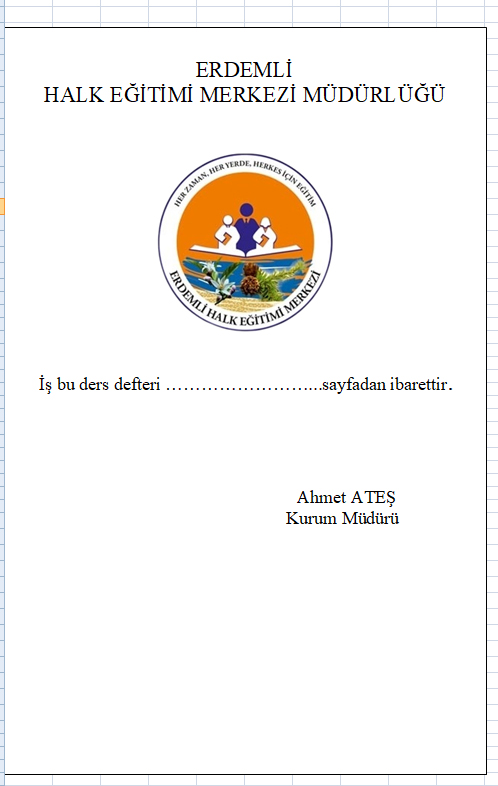 ERDEMLİ
HALK EĞİTİMİ MERKEZİ MÜDÜRLÜĞÜ
HER ZAMAN, HER YERDE, HERKES İÇİN EĞİTİM
ERDEMLİ HALK EĞİTİMİ MERKEZİ
İş bu ders defteri ……………………...sayfadan ibarettir.
Ahmet ATEŞ
Kurum Müdürü